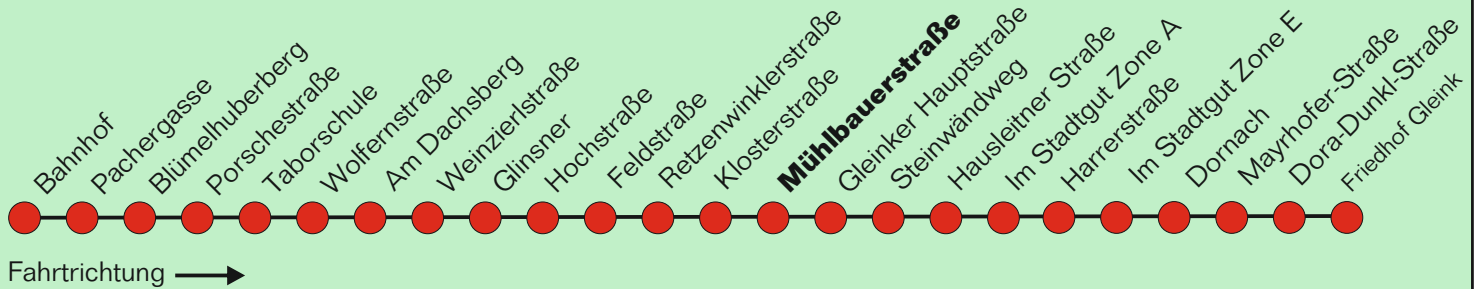 Bahnhof
Pachergasse
Blümelhuberberg
Porschestraße
Taborschule
Wolfernstraße
Am Dachsberg
Weinzierlstraße
Glinsner
Hochstraße
Feldstraße
Retzenwinklerstraße
Klosterstraße
Mühlbauerstraße
Gleinker Hauptstraße
Steinwändweg
Hausleitner Straße
Im Stadtgut Zone A
Harrerstraße
Im Stadtgut Zone E
Dornach
Mayrhofer-Straße
Dora-Dunkl-Straße
Friedhof Gleink
Fahrtrichtung